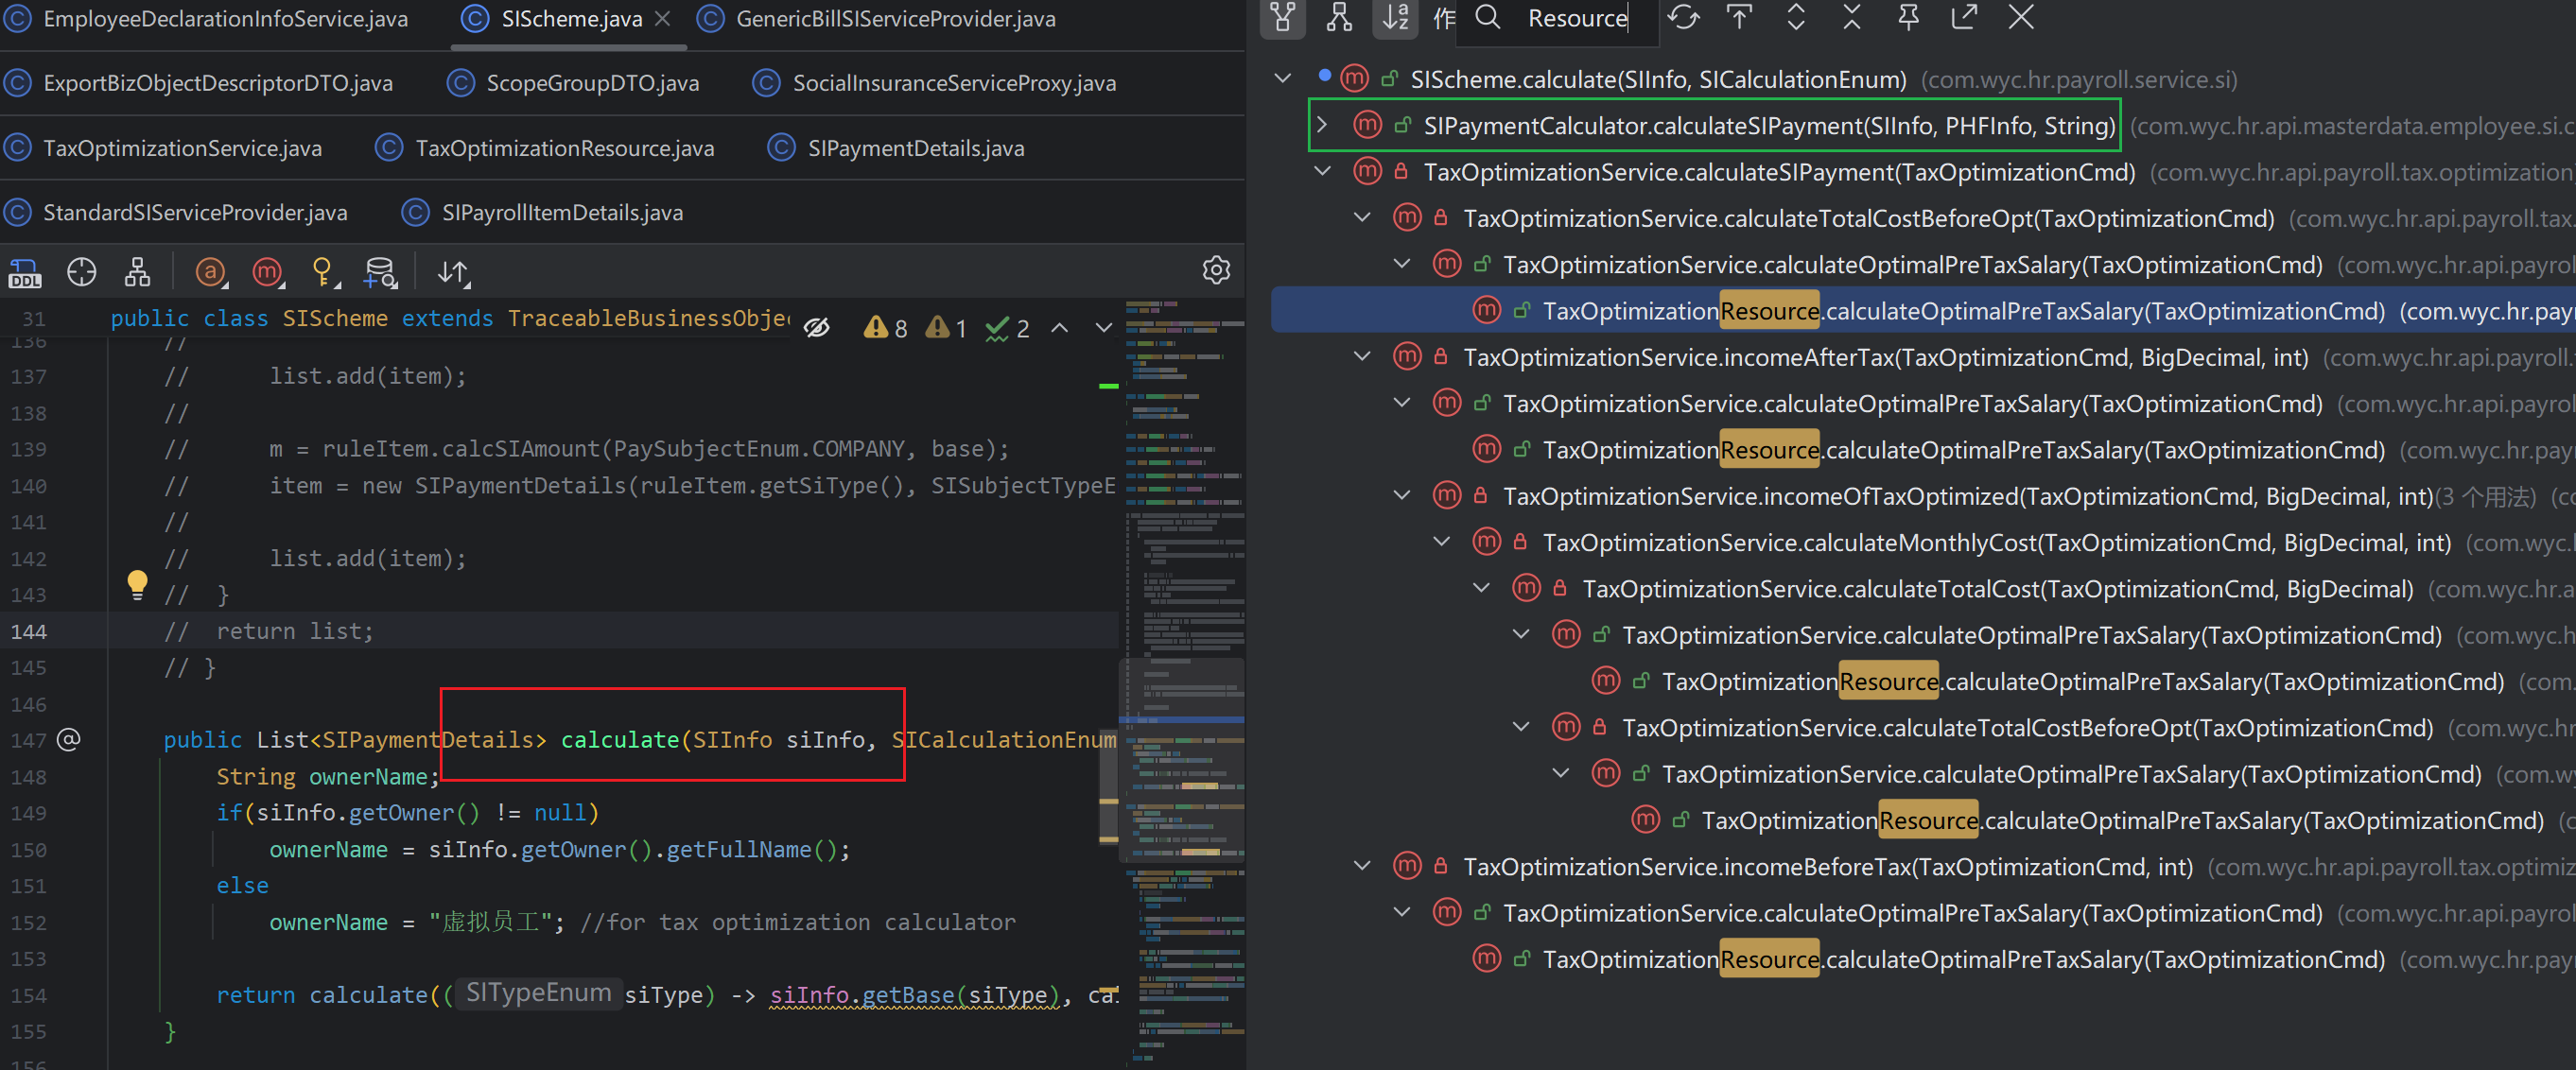 EmployeeDeclarationInfoService.java SIScheme.java GenericBillSIServiceProvider.java
ExportBizObjectDescriptorDTO.java ScopeGroupDTO.java SocialInsuranceServiceProxy.java
TaxOptimizationService.java TaxOptimizationResource.java SIPaymentDetails.java
StandardSIServiceProvider.java SIPayrollItemDetails.java
DDL a m
31 public class SIScheme extends TraceableBusinessObjec 8 1 2
136 //
137 // list.add(item);
138 //
139 // m = ruleItem.calcSIAmount(PaySubjectEnum.COMPANY, base);
140 // item = new SIPaymentDetails(ruleItem.getSiType(), SISubjectTypeE
141 //
142 // list.add(item);
143 // }
144 // return list;
145 // }
146
147 @ public List<SIPaymentDetails> calculate(SIInfo siInfo, SICalculationEnum
148 String ownerName;
149 if(siInfo.getOwner() != null)
150 ownerName = siInfo.getOwner().getFullName();
151 else
152 ownerName = "虚拟员工"; //for tax optimization calculator
153
154 return calculate(( SITypeEnum siType) -> siInfo.getBase(siType), cal
155 }
156
作 Resource
SIScheme.calculate(SIInfo, SICalculationEnum) (com.wyc.hr.payroll.service.si)
SIPaymentCalculator.calculateSIPayment(SIInfo, PHFInfo, String) (com.wyc.hr.api.masterdata.employee.si.c
TaxOptimizationService.calculateSIPayment(TaxOptimizationCmd) (com.wyc.hr.api.payroll.tax.optimization
TaxOptimizationService.calculateTotalCostBeforeOpt(TaxOptimizationCmd) (com.wyc.hr.api.payroll.tax.
TaxOptimizationService.calculateOptimalPreTaxSalary(TaxOptimizationCmd) (com.wyc.hr.api.payroll
TaxOptimizationResource.calculateOptimalPreTaxSalary(TaxOptimizationCmd) (com.wyc.hr.api.pay
TaxOptimizationService.incomeAfterTax(TaxOptimizationCmd, BigDecimal, int) (com.wyc.hr.api.payroll.
TaxOptimizationService.calculateOptimalPreTaxSalary(TaxOptimizationCmd) (com.wyc.hr.api.payroll
TaxOptimizationResource.calculateOptimalPreTaxSalary(TaxOptimizationCmd) (com.wyc.hr.api.pay
TaxOptimizationService.incomeOfTaxOptimized(TaxOptimizationCmd, BigDecimal, int)(3 个用法) (co
TaxOptimizationService.calculateMonthlyCost(TaxOptimizationCmd, BigDecimal, int) (com.wyc.h
TaxOptimizationService.calculateTotalCost(TaxOptimizationCmd, BigDecimal) (com.wyc.hr.a
TaxOptimizationService.calculateOptimalPreTaxSalary(TaxOptimizationCmd) (com.wyc.h
TaxOptimizationResource.calculateOptimalPreTaxSalary(TaxOptimizationCmd) (com.
TaxOptimizationService.calculateTotalCostBeforeOpt(TaxOptimizationCmd) (com.wyc.hr
TaxOptimizationService.calculateOptimalPreTaxSalary(TaxOptimizationCmd) (com.wy
TaxOptimizationResource.calculateOptimalPreTaxSalary(TaxOptimizationCmd) (c
TaxOptimizationService.incomeBeforeTax(TaxOptimizationCmd, int) (com.wyc.hr.api.payroll.tax.optimiz
TaxOptimizationService.calculateOptimalPreTaxSalary(TaxOptimizationCmd) (com.wyc.hr.api.payroll
TaxOptimizationResource.calculateOptimalPreTaxSalary(TaxOptimizationCmd) (com.wyc.hr.api.pay